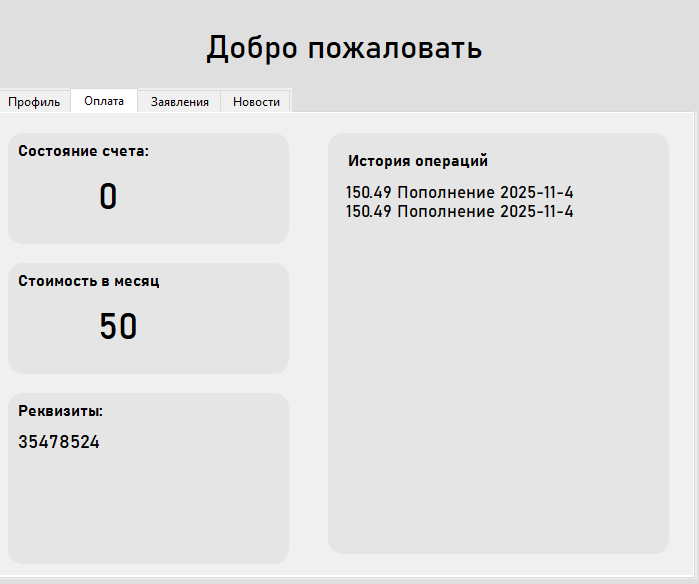 Добро пожаловать
Профиль
Оплата
Заявления
Новости
Состояние счета:
0
Стоимость в месяц
50
Реквизиты:
35478524
История операций
150.49 Пополнение 2025-11-4
150.49 Пополнение 2025-11-4